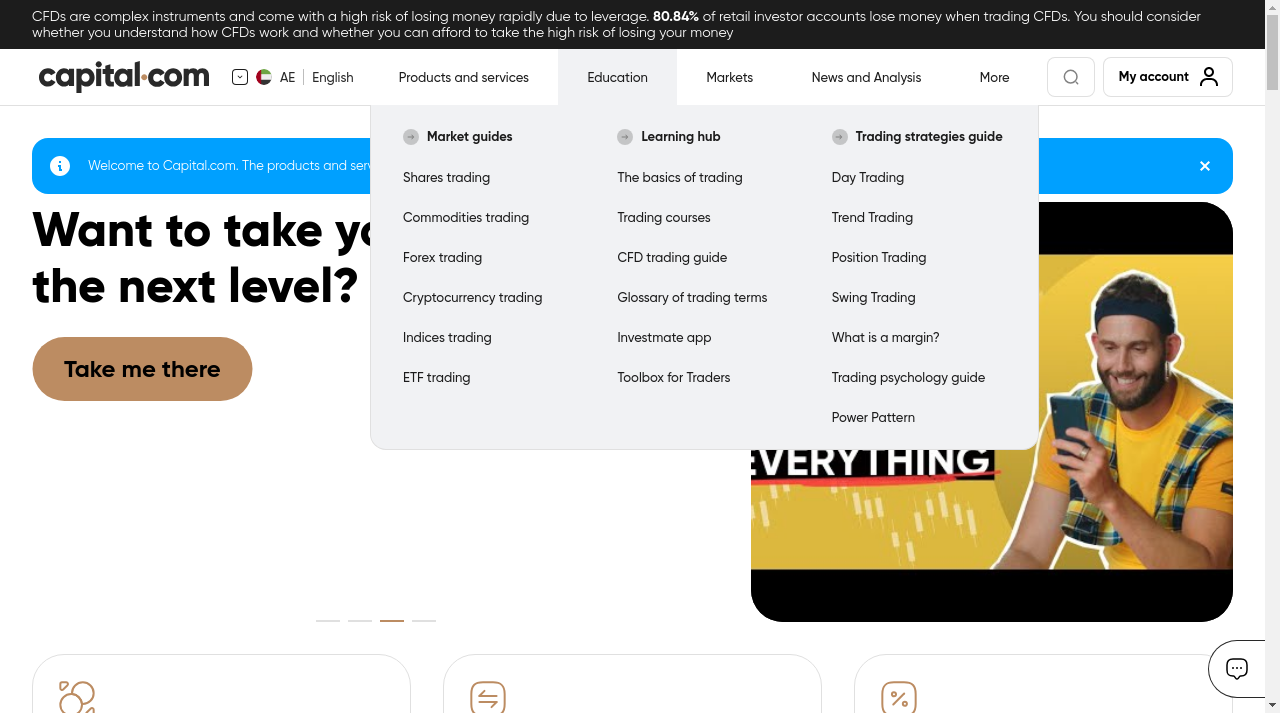 CFDs are complex instruments and come with a high risk of losing money rapidly due to leverage. 80.84% of retail investor accounts lose money when trading CFDs. You should consider
whether you understand how CFDs work and whether you can afford to take the high risk of losing your money
capital.com
AE
English
Products and services
Education
Markets
News and Analysis
More
My account
Market guides
Shares trading
Commodities trading
Forex trading
Cryptocurrency trading
Indices trading
ETF trading
Learning hub
The basics of trading
Trading courses
CFD trading guide
Glossary of trading terms
Investmate app
Toolbox for Traders
Trading strategies guide
Day Trading
Trend Trading
Position Trading
Swing Trading
What is a margin?
Trading psychology guide
Power Pattern
Welcome to Capital.com. The products and
Want to take
the next level?
Take me there
EVERYTHING